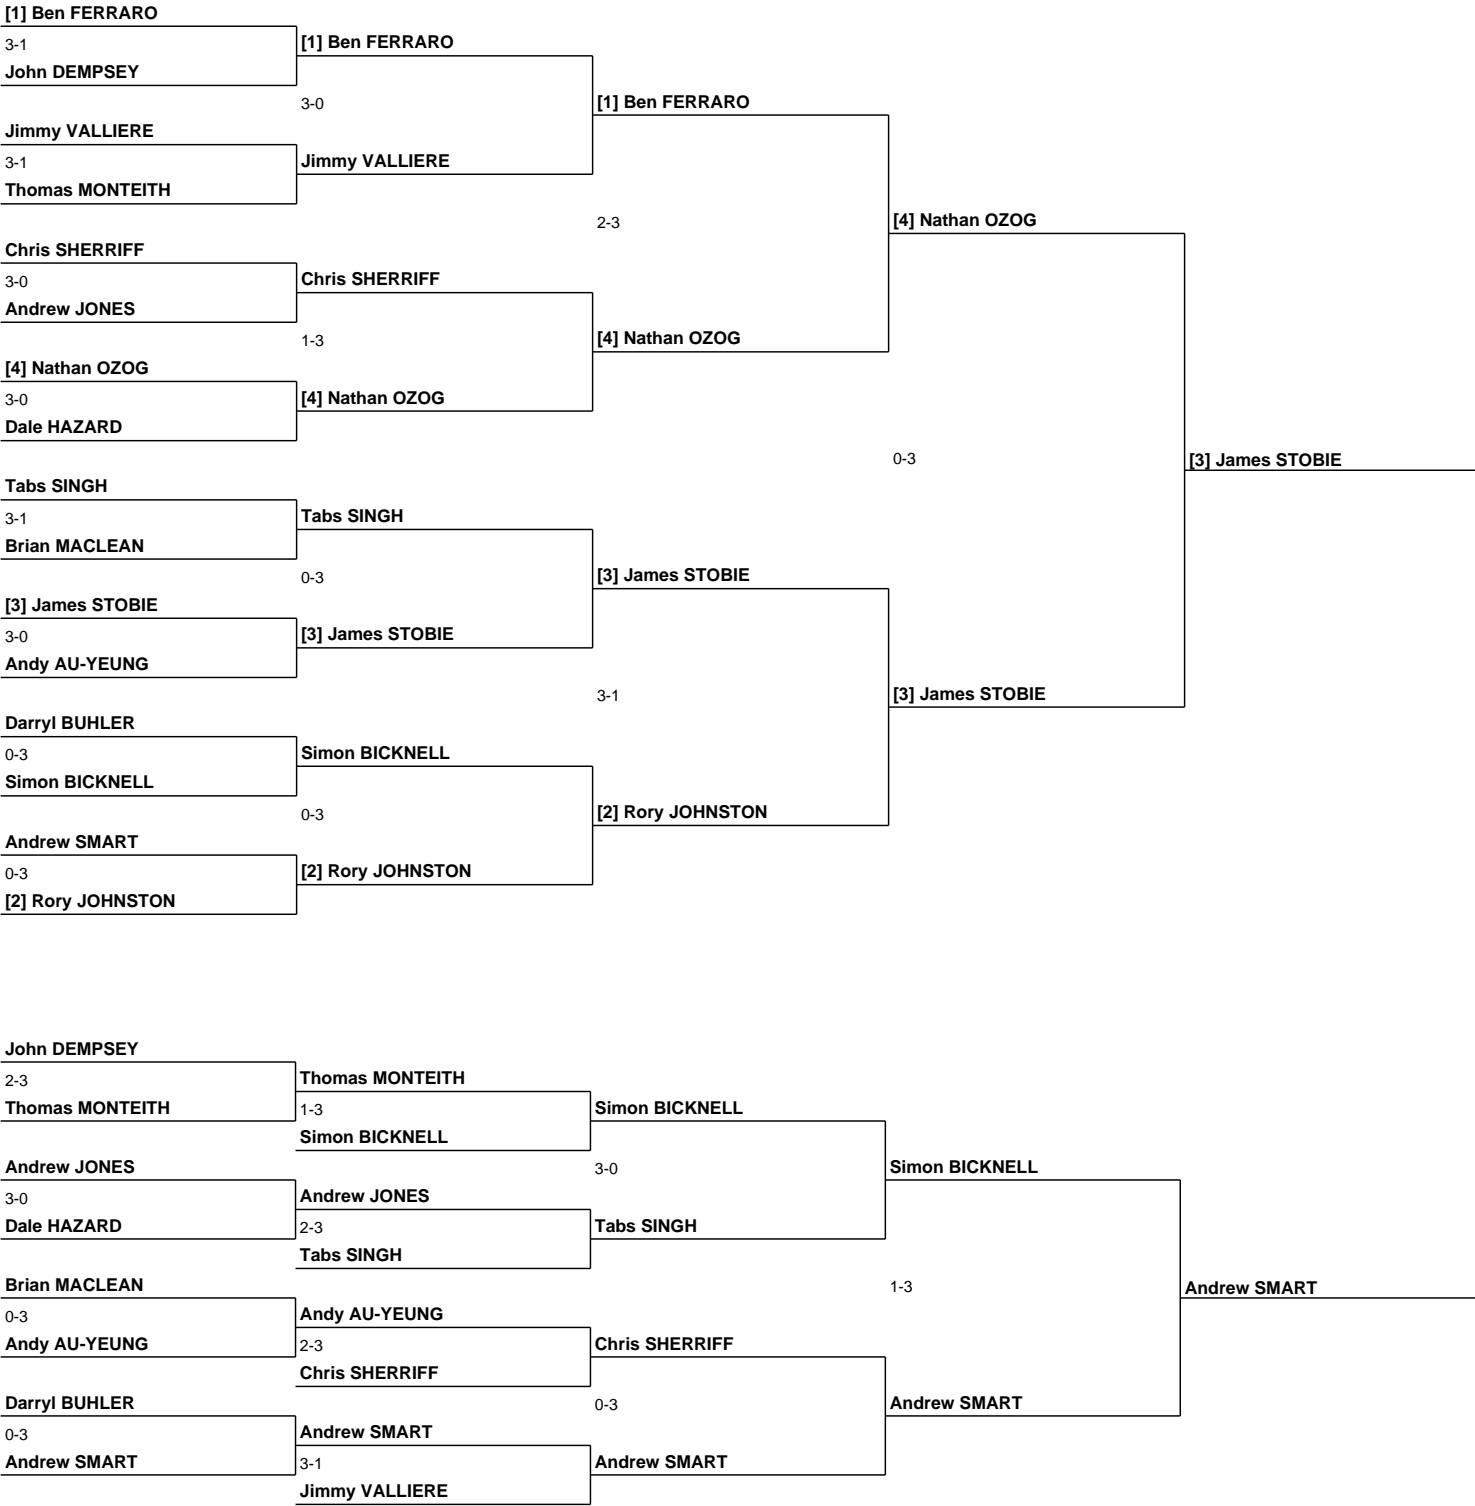 [1] Ben FERRARO
3-1
[1] Ben FERRARO
John DEMPSEY
3-0
[1] Ben FERRARO
Jimmy VALLIERE
3-1
Jimmy VALLIERE
Thomas MONTEITH
2-3
[4] Nathan OZOG
Chris SHERRIFF
3-0
Chris SHERRIFF
Andrew JONES
1-3
[4] Nathan OZOG
[4] Nathan OZOG
3-0
[4] Nathan OZOG
Dale HAZARD
0-3
[3] James STOBIE
Tabs SINGH
3-1
Tabs SINGH
Brian MACLEAN
0-3
[3] James STOBIE
[3] James STOBIE
3-0
[3] James STOBIE
Andy AU-YEUNG
3-1
[3] James STOBIE
Darryl BUHLER
0-3
Simon BICKNELL
Simon BICKNELL
0-3
[2] Rory JOHNSTON
Andrew SMART
0-3
[2] Rory JOHNSTON
[2] Rory JOHNSTON
John DEMPSEY
2-3
Thomas MONTEITH
Thomas MONTEITH
1-3
Simon BICKNELL
Simon BICKNELL
Andrew JONES
3-0
Simon BICKNELL
3-0
Andrew JONES
Dale HAZARD
2-3
Tabs SINGH
Tabs SINGH
Brian MACLEAN
1-3
Andrew SMART
0-3
Andy AU-YEUNG
Andy AU-YEUNG
2-3
Chris SHERRIFF
Chris SHERRIFF
Darryl BUHLER
0-3
Andrew SMART
0-3
Andrew SMART
Andrew SMART
3-1
Andrew SMART
Jimmy VALLIERE